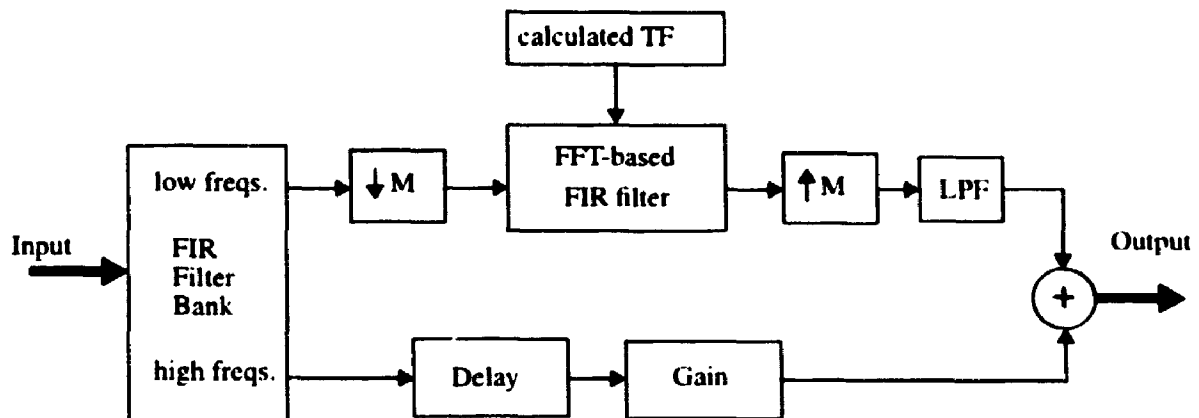 calculated TF
low freqs.
↓ M
FFT-based
FIR filter
↑ M
LPF
Input
FIR
Filter
Bank
Output
+
high freqs.
Delay
Gain